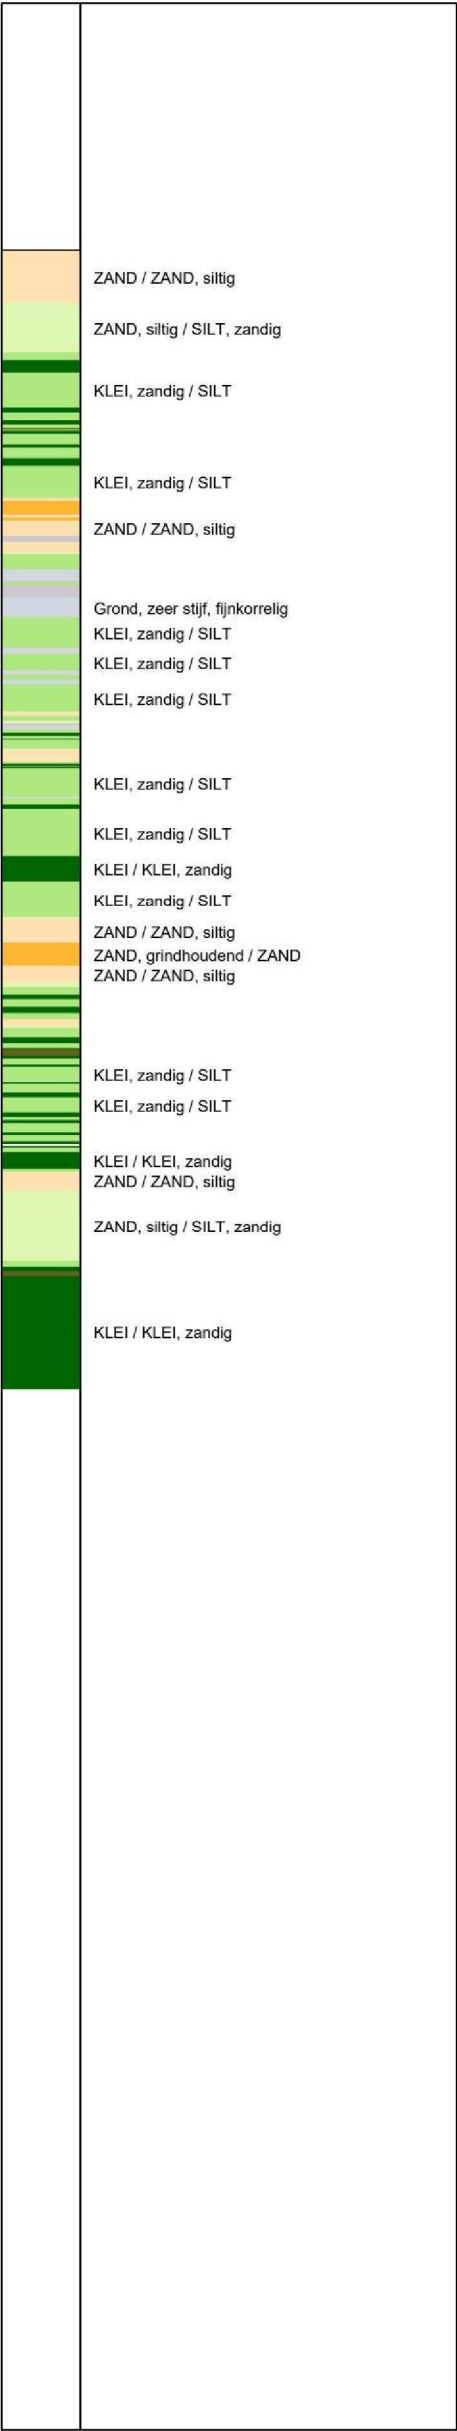 ZAND / ZAND, siltig
ZAND, siltig / SILT, zandig
KLEI, zandig / SILT
KLEI, zandig / SILT
ZAND / ZAND, siltig
Grond, zeer stijf, fijnkorrelig
KLEI, zandig / SILT
KLEI, zandig / SILT
KLEI, zandig / SILT
KLEI, zandig / SILT
KLEI, zandig / SILT
KLEI / KLEI, zandig
KLEI, zandig / SILT
ZAND / ZAND, siltig
ZAND, grindhoudend / ZAND
ZAND / ZAND, siltig
KLEI, zandig / SILT
KLEI, zandig / SILT
KLEI / KLEI, zandig
ZAND / ZAND, siltig
ZAND, siltig / SILT, zandig
KLEI / KLEI, zandig